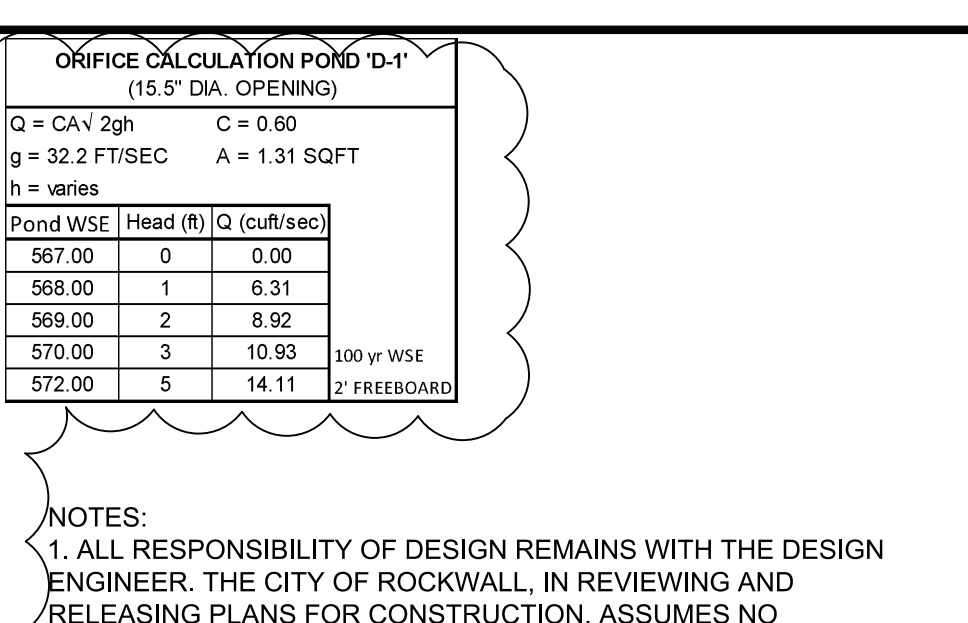 ORIFICE CALCULATION POND 'D-1'
(15.5" DIA. OPENING)
Q = CA√ 2gh C = 0.60
g = 32.2 FT/SEC A = 1.31 SQFT
h = varies
Pond WSE Head (ft) Q (cuft/sec)
567.00 0 0.00
568.00 1 6.31
569.00 2 8.92
570.00 3 10.93 100 yr WSE
572.00 5 14.11 2' FREEBOARD
NOTES:
1. ALL RESPONSIBILITY OF DESIGN REMAINS WITH THE DESIGN
ENGINEER. THE CITY OF ROCKWALL, IN REVIEWING AND
RELEASING PLANS FOR CONSTRUCTION, ASSUMES NO